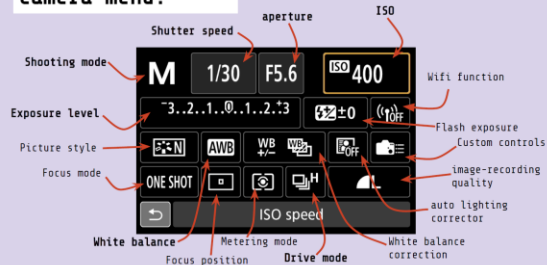 camera menu:
Shutter speed
aperture
ISO
Shooting mode
M
1/30
F5.6
ISO 400
Wifi function
Exposure level
-3..2..1..0..1..2.+3
±0
OFF
Flash exposure
Custom controls
Picture style
N
AWB
WB
+/-
WB
OFF
Focus mode
ONE SHOT
H
L
image-recording
quality
auto lighting
corrector
ISO speed
White balance
Metering mode
White balance
correction
Focus position
Drive mode